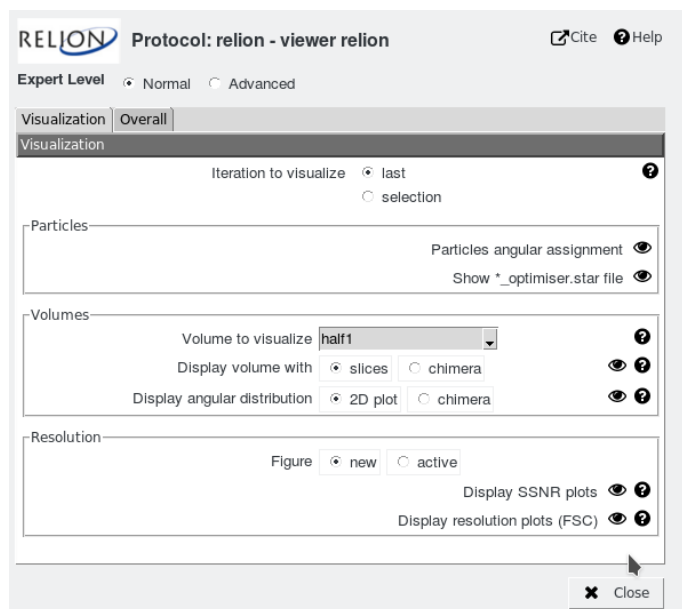 RELION Protocol: relion - viewer relion Cite Help
Expert Level Normal Advanced
Visualization Overall
Visualization
Iteration to visualize last
selection
Particles
Particles angular assignment
Show *_optimiser.star file
Volumes
Volume to visualize half1
Display volume with slices chimera
Display angular distribution 2D plot chimera
Resolution
Figure new active
Display SSNR plots
Display resolution plots (FSC)
Close